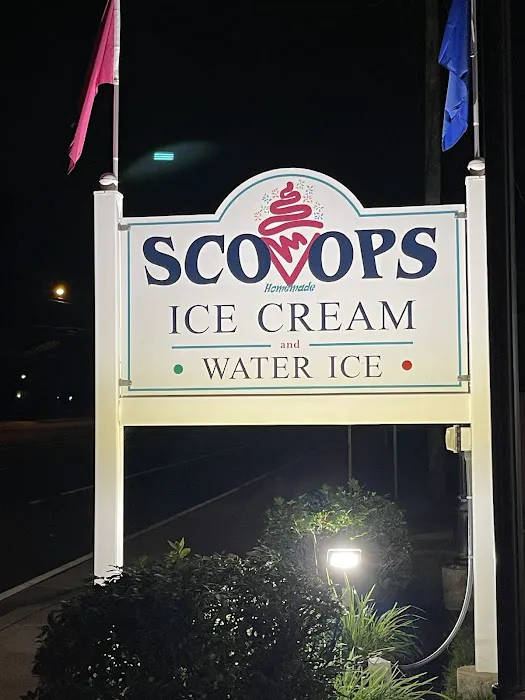 SCOOPS
Homemade
ICE CREAM
and
WATER ICE